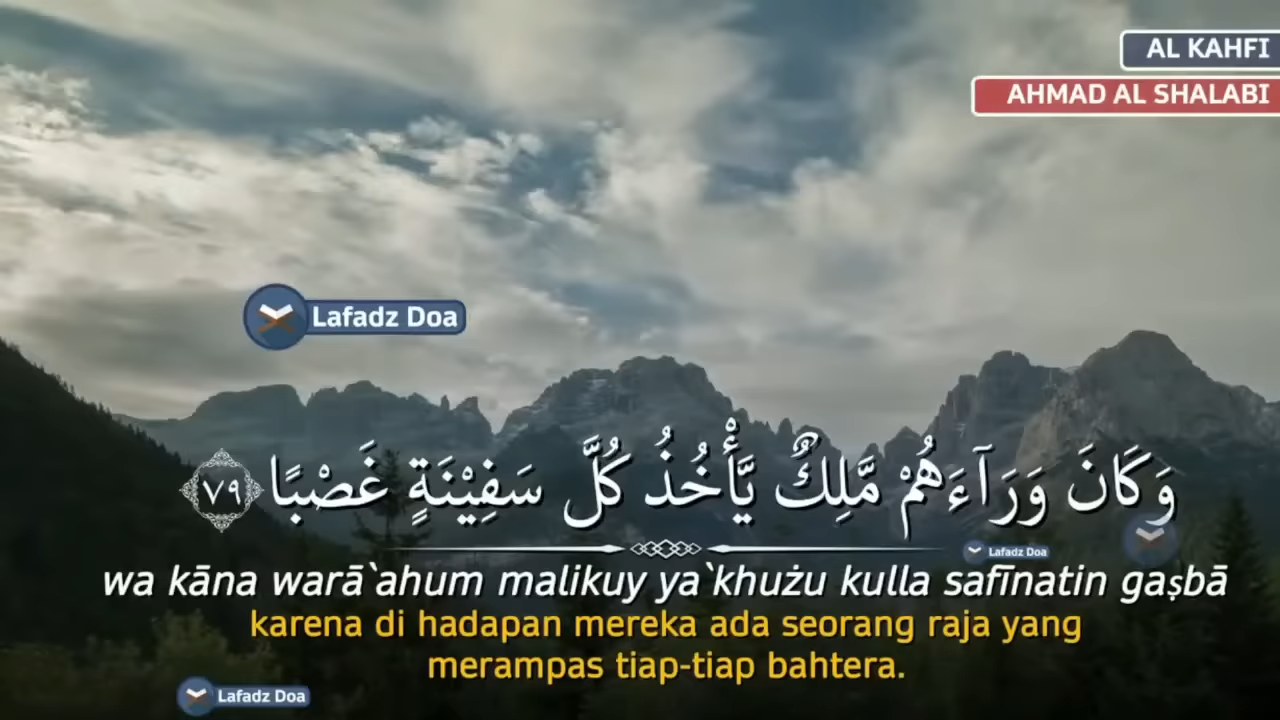 AL KAHFI
AHMAD AL SHALABI
Lafadz Doa
وَكَانَ وَرَآءَهُمْ مَّلِكٌ يَّأْخُذُ كُلَّ سَفِيْنَةٍ غَصْبًا ٧٩
Lafadz Doa
wa kāna warā`ahum malikuy ya`khużu kulla safīnatin gaṣbā
karena di hadapan mereka ada seorang raja yang
merampas tiap-tiap bahtera.
Lafadz Doa